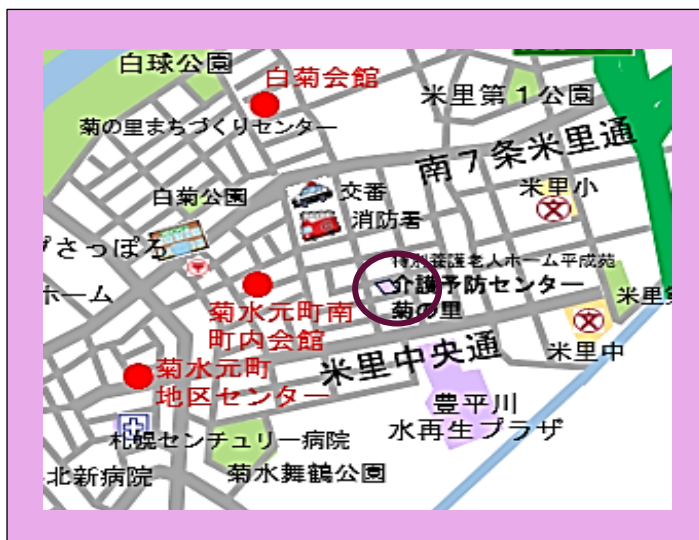 白球公園
白菊会館
米里第１公園
菊の里まちづくりセンター
南７条米里通
白菊公園
交番
米里小
消防署
プさっぽろ
特別養護老人ホーム平成苑
ホーム
介護予防センター
菊の里
菊水元町南
町内会館
米里中央通
米里中
菊水元町
地区センター
豊平川
水再生プラザ
札幌センチュリー病院
北新病院
菊水舞鶴公園